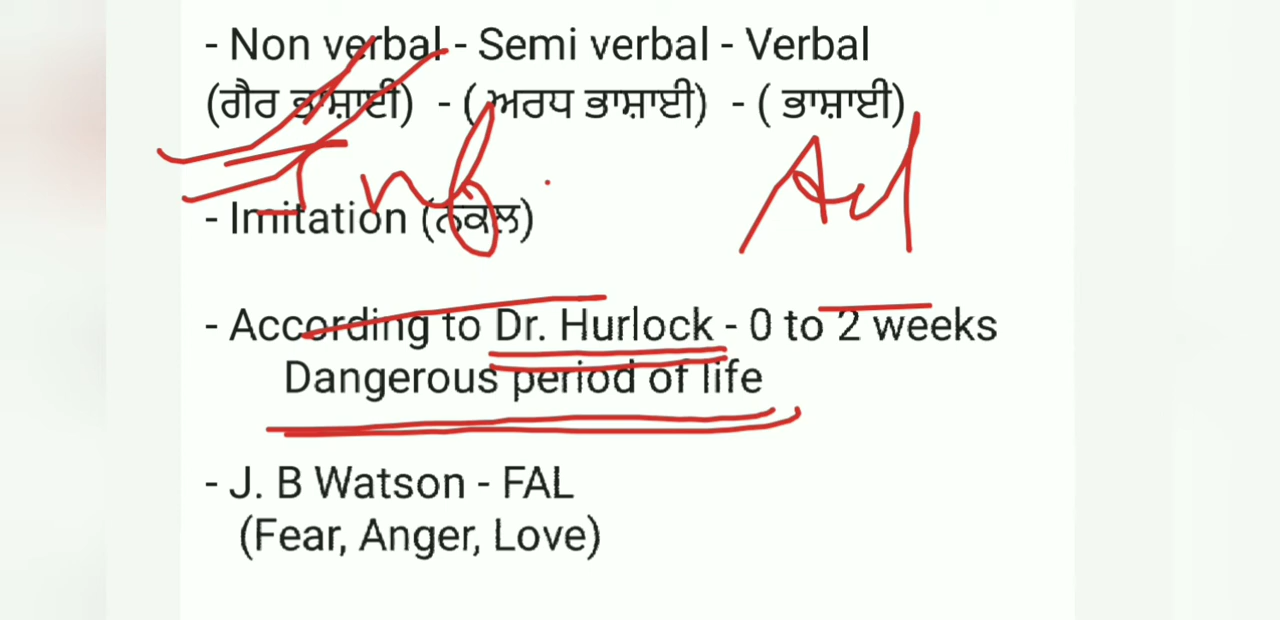 - Non verbal - Semi verbal - Verbal
(ਗੈਰ ਭਾਸ਼ਾਈ) - ( ਅਰਧ ਭਾਸ਼ਾਈ) - ( ਭਾਸ਼ਾਈ)
Inf Ad
- Imitation (ਨਕਲ)
- According to Dr. Hurlock - 0 to 2 weeks
Dangerous period of life
- J. B Watson - FAL
(Fear, Anger, Love)